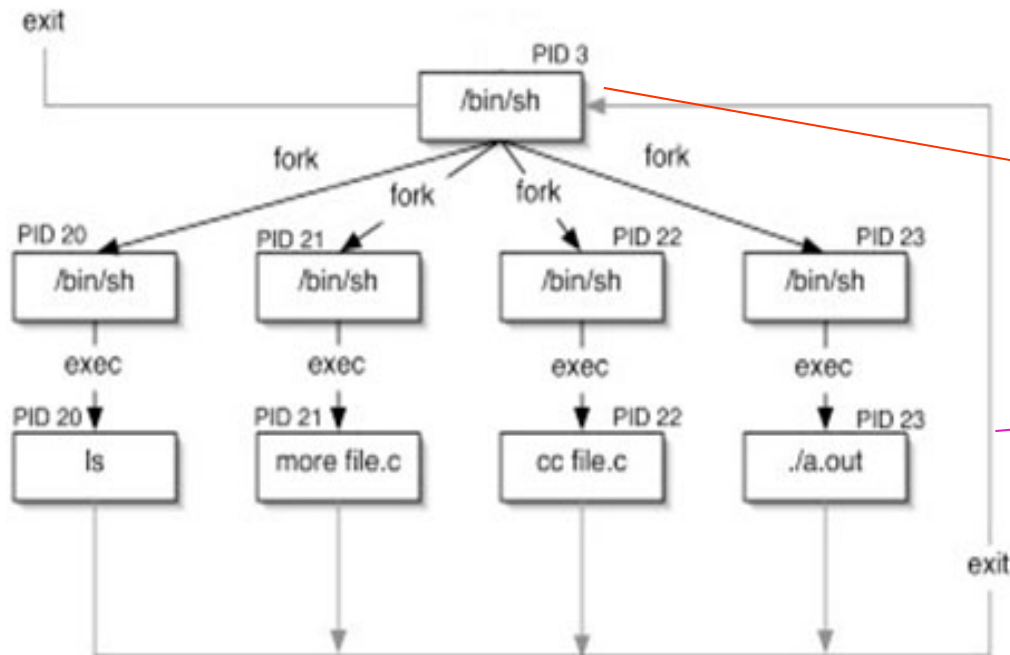 exit
PID 3
/bin/sh
fork
fork
fork
fork
PID 20
PID 21
PID 22
PID 23
/bin/sh
/bin/sh
/bin/sh
/bin/sh
exec
exec
exec
exec
PID 20
PID 21
PID 22
PID 23
ls
more file.c
cc file.c
./a.out
exit